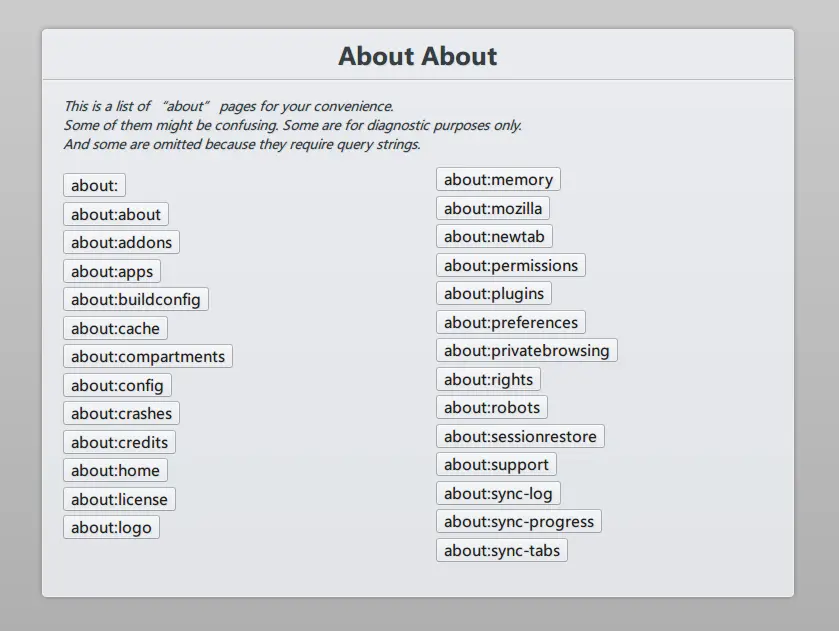 About About
This is a list of “about” pages for your convenience.
Some of them might be confusing. Some are for diagnostic purposes only.
And some are omitted because they require query strings.
about:
about:about
about:addons
about:apps
about:buildconfig
about:cache
about:compartments
about:config
about:crashes
about:credits
about:home
about:license
about:logo
about:memory
about:mozilla
about:newtab
about:permissions
about:plugins
about:preferences
about:privatebrowsing
about:rights
about:robots
about:sessionrestore
about:support
about:sync-log
about:sync-progress
about:sync-tabs